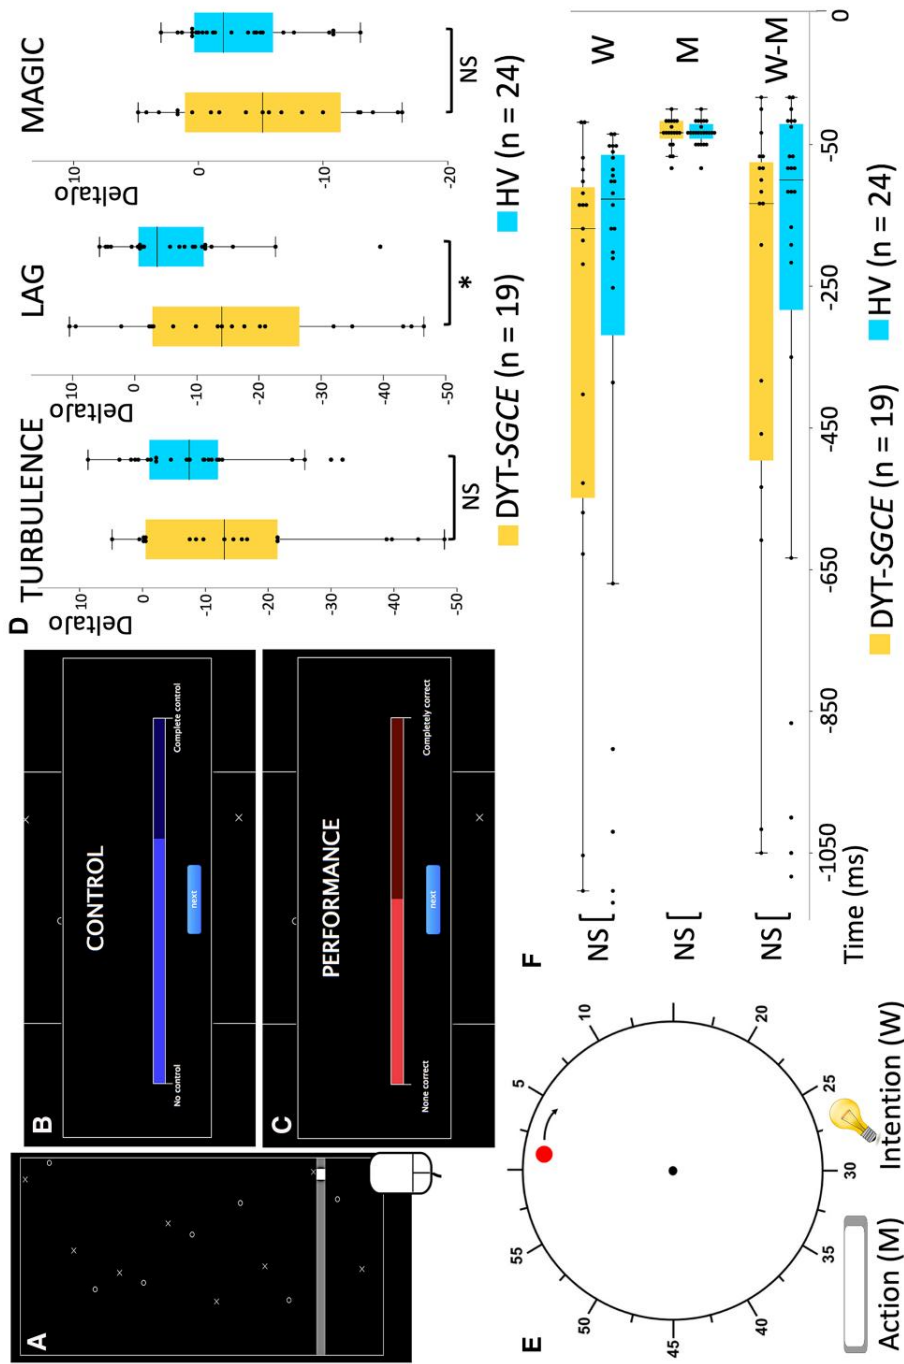 A
B
CONTROL
No control
Complete control
next
C
PERFORMANCE
None correct
Completely correct
next
D
TURBULENCE
DeltaJo
10
0
-10
-20
-30
-40
-50
NS
LAG
DeltaJo
10
0
-10
-20
-30
-40
-50
*
MAGIC
DeltaJo
10
0
-10
-20
NS
DYT-SGCE (n = 19) HV (n = 24)
E
5
10
20
25
30
35
40
45
50
55
Action (M)
Intention (W)
F
NS [ W
NS [ M
NS [ W-M
-1050 -850 -650 -450 -250 -50 0
Time (ms)
DYT-SGCE (n = 19) HV (n = 24)